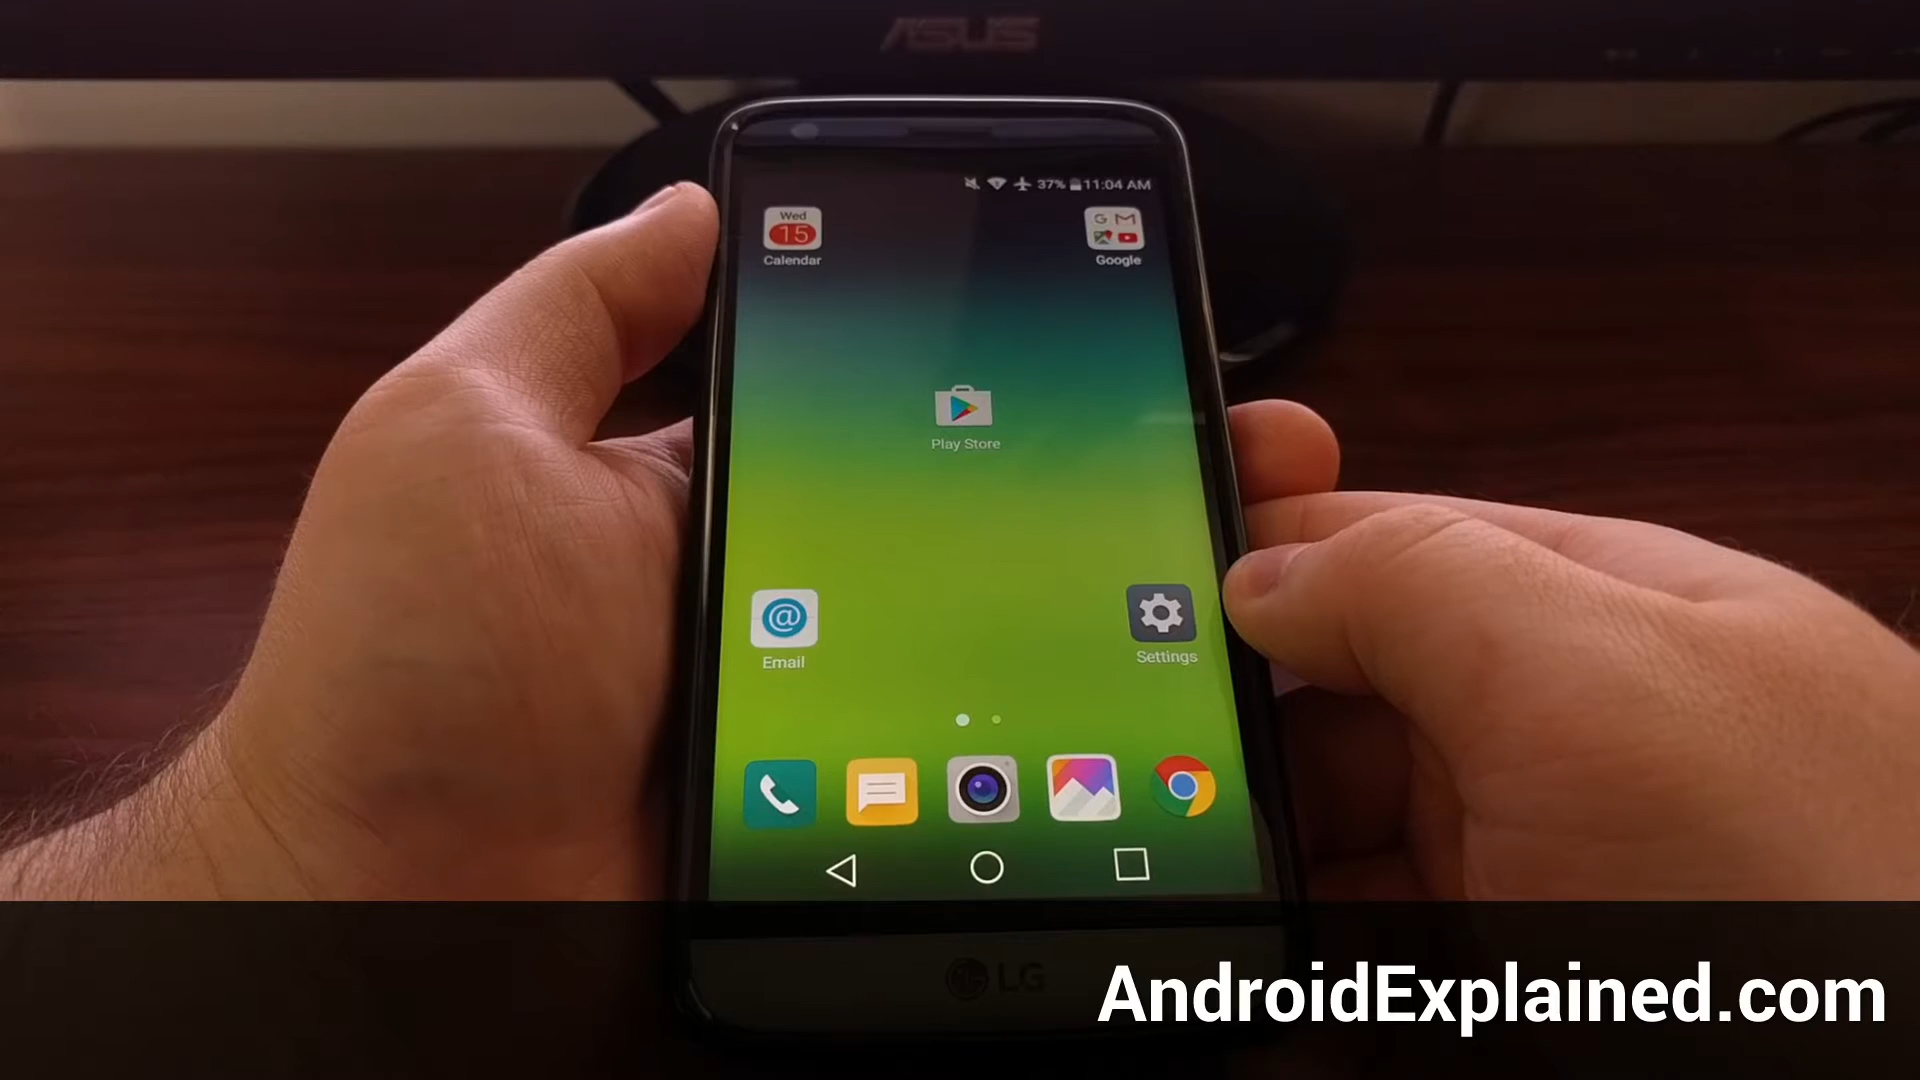 ASUS
37% 11:04 AM
Wed
15
Calendar
G M
Google
Play Store
@
Email
Settings
LG
AndroidExplained.com